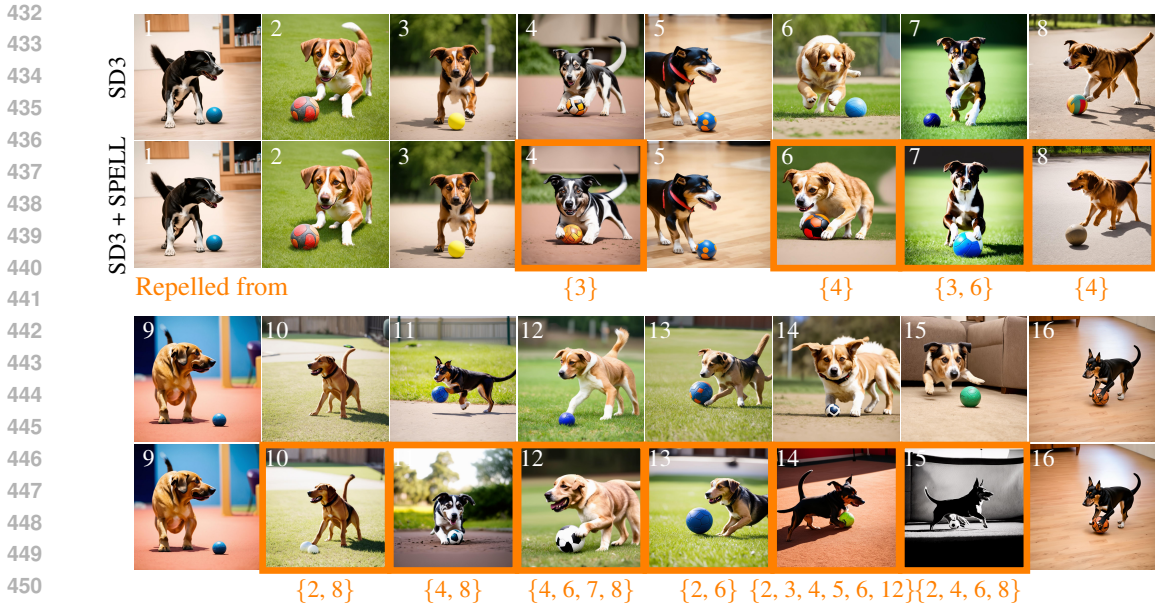 432
433
434
435
436
437
438
439
440
441
442
443
444
445
446
447
448
449
450
SD3
1 2 3 4 5 6 7 8
SD3 + SPELL
1 2 3 4 5 6 7 8
Repelled from {3} {4} {3, 6} {4}
9 10 11 12 13 14 15 16
9 10 1 12 13 14 15 16
{2, 8} {4, 8} {4, 6, 7, 8} {2, 6} {2, 3, 4, 5, 6, 12} {2, 4, 6, 8}